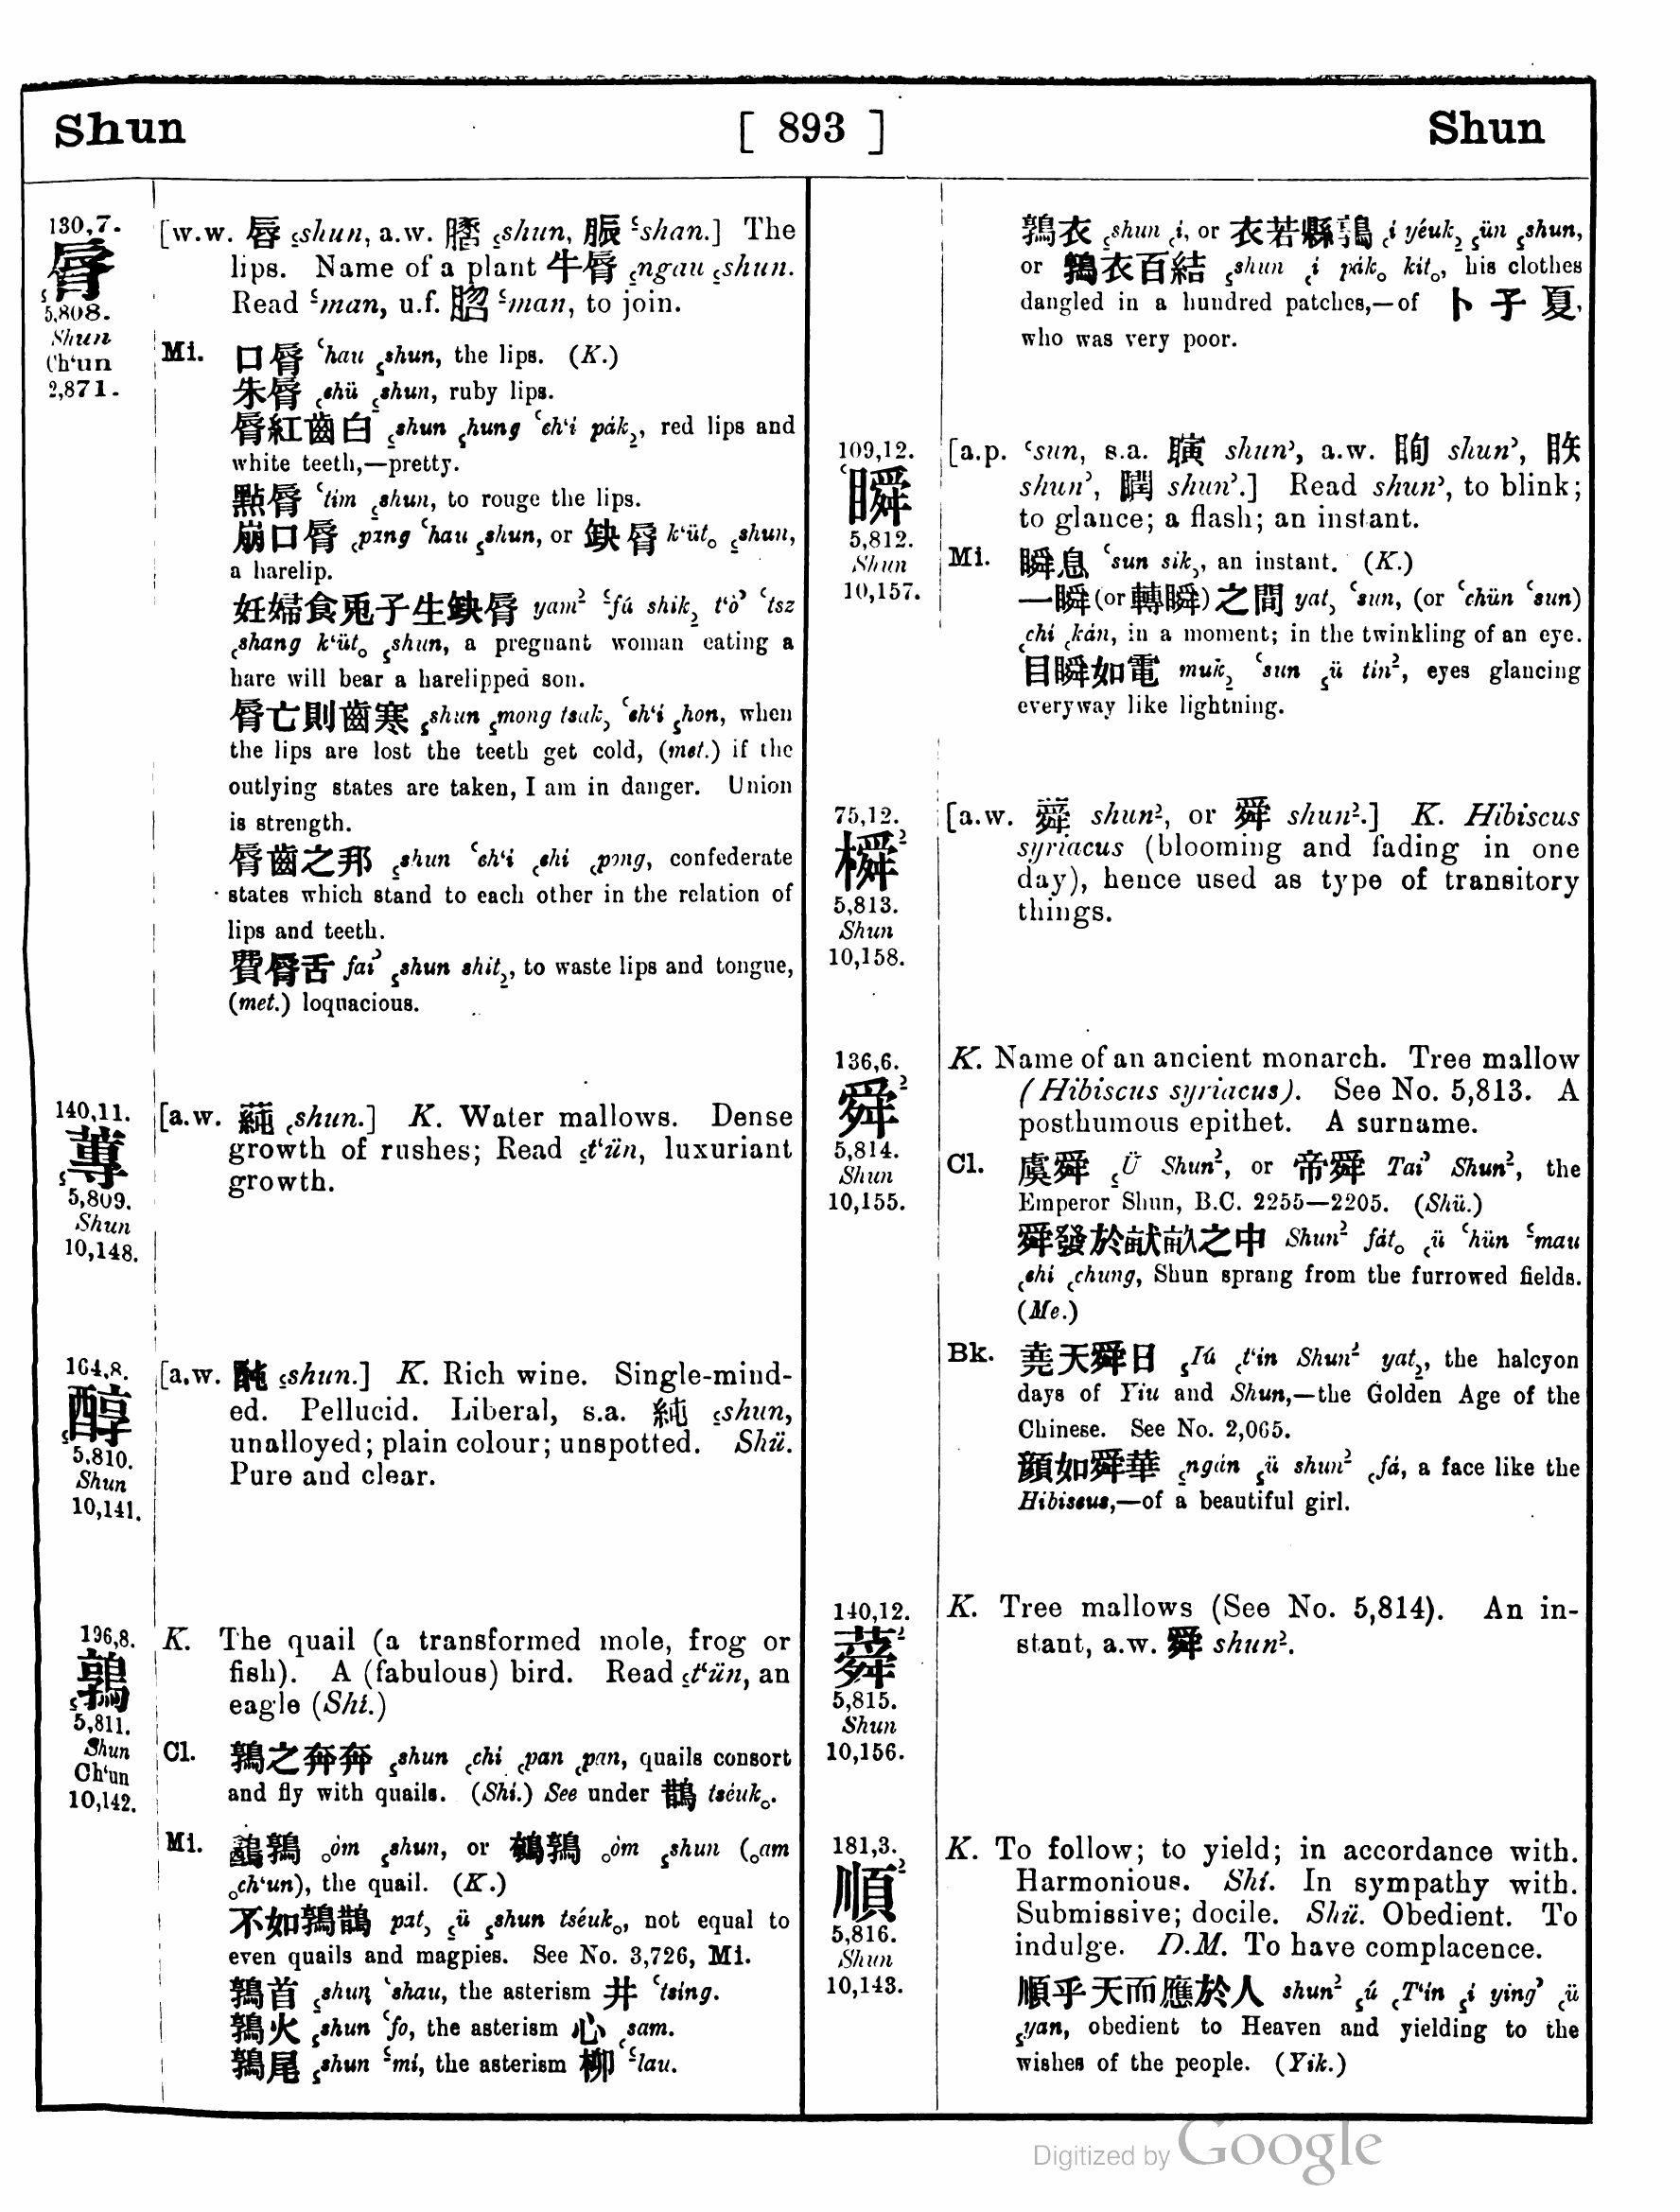 Shun [ 893 ] Shun
130,7.
脣
5,808.
Shun
Ch‘un
2,871.
[w.w. 唇 ꜁shun, a.w. ꜁shun, 脤 ꜂shan.] The
lips. Name of a plant 牛脣 ꜁ngau ꜁shun.
Read ꜂man, u.f. ꜂man, to join.
Mi. 口脣 ꜂hau ꜁shun, the lips. (K.)
朱脣 ꜀chü ꜁shun, ruby lips.
脣紅齒白 ꜁shun ꜁hung ꜂ch‘i pák꜇, red lips and
white teeth,—pretty.
點脣 ꜂tím ꜁shun, to rouge the lips.
崩口脣 ꜀pang ꜂hau ꜁shun, or 缺脣 k‘üt꜀ ꜁shun,
a harelip.
妊婦食兎子生缺脣 yam² ꜃fú shik꜇ t‘ò꜄ ꜂tsz
꜀shang k‘üt꜀ ꜁shun, a pregnant woman eating a
hare will bear a harelipped son.
脣亡則齒寒 ꜁shun ꜁mong tsak꜆ ꜂ch‘i ꜁hon, when
the lips are lost the teeth get cold, (met.) if the
outlying states are taken, I am in danger. Union
is strength.
脣齒之邦 ꜁shun ꜂ch‘i ꜀chi ꜀pong, confederate
states which stand to each other in the relation of
lips and teeth.
費脣舌 fai꜄ ꜁shun shit꜇, to waste lips and tongue,
(met.) loquacious.
140,11.
蓴
5,809.
Shun
10,148.
[a.w. 蒓 ꜁shun.] K. Water mallows. Dense
growth of rushes; Read ꜁t‘ün, luxuriant
growth.
164,8.
醇
5,810.
Shun
10,141.
[a.w. ꜁shun.] K. Rich wine. Single-mind-
ed. Pellucid. Liberal, s.a. 純 ꜁shun,
unalloyed; plain colour; unspotted. Shü.
Pure and clear.
196,8.
鶉
5,811.
Shun
Ch‘un
10,142.
K. The quail (a transformed mole, frog or
fish). A (fabulous) bird. Read ꜁t‘ün, an
eagle (Shí.)
Cl. 鶉之奔奔 ꜁shun ꜀chi ꜀pan ꜀pan, quails consort
and fly with quails. (Shí.) See under 鵲 tséuk꜀.
Mi. 鶉 ꜀òm ꜁shun, or 鵪鶉 ꜀òm ꜁shun (꜀am
꜀ch‘un), the quail. (K.)
不如鶉鵲 pat꜆ ꜁ü ꜁shun tséuk꜀, not equal to
even quails and magpies. See No. 3,726, Mi.
鶉首 ꜁shun ꜂shau, the asterism 井 ꜂tsing.
鶉火 ꜁shun ꜂fo, the asterism 心 ꜀sam.
鶉尾 ꜁shun ꜃mí, the asterism 柳 ꜃lau.
鶉衣 ꜁shun ꜀i, or 衣若縣鶉 ꜀i yéuk꜇ ꜁ün ꜁shun,
or 鶉衣百結 ꜁shun ꜀i pák꜀ kit꜀, his clothes
dangled in a hundred patches,—of 卜子夏,
who was very poor.
109,12.
瞬
5,812.
Shun
10,157.
[a.p. ꜂sun, s.a. shun꜄, a.w. 眴 shun꜄,
shun꜄, shun꜄.] Read shun꜄, to blink;
to glance; a flash; an instant.
Mi. 瞬息 ꜂sun sik꜆, an instant. (K.)
一瞬(or 轉瞬)之間 yat꜆ ꜂sun, (or ꜂chün ꜂sun)
꜀chi ꜀kán, in a moment; in the twinkling of an eye.
目瞬如電 muk꜇ ꜂sun ꜁ü tín², eyes glancing
everyway like lightning.
75,12.
橓
5,813.
Shun
10,158.
[a.w. 蕣 shun², or 舜 shun².] K. Hibiscus
syriacus (blooming and fading in one
day), hence used as type of transitory
things.
136,6.
舜
5,814.
Shun
10,155.
K. Name of an ancient monarch. Tree mallow
(Hibiscus syriacus). See No. 5,813. A
posthumous epithet. A surname.
Cl. 虞舜 ꜁Ü Shun², or 帝舜 Tai꜄ Shun², the
Emperor Shun, B.C. 2255—2205. (Shü.)
舜發於畎畝之中 Shun² fát꜀ ꜀ü ꜂hün ꜃mau
꜀chi ꜀chung, Shun sprang from the furrowed fields.
(Me.)
Bk. 堯天舜日 ꜁Iú ꜀t‘in Shun² yat꜇, the halcyon
days of Yiu and Shun,—the Golden Age of the
Chinese. See No. 2,065.
顔如舜華 ꜁ngán ꜁ü shun² ꜀fá, a face like the
Hibiscus,—of a beautiful girl.
140,12.
蕣
5,815.
Shun
10,156.
K. Tree mallows (See No. 5,814). An in-
stant, a.w. 舜 shun².
181,3.
順
5,816.
Shun
10,143.
K. To follow; to yield; in accordance with.
Harmonious. Shí. In sympathy with.
Submissive; docile. Shü. Obedient. To
indulge. D.M. To have complacence.
順乎天而應於人 shun² ꜁ú ꜀T‘in ꜁i ying꜄ ꜀ü
꜁yan, obedient to Heaven and yielding to the
wishes of the people. (Yik.)
Digitized by Google